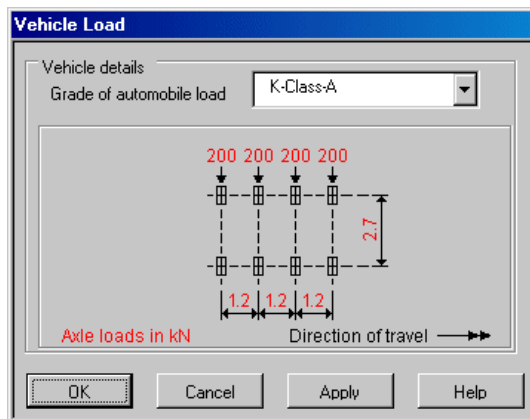 Vehicle Load
Vehicle details
Grade of automobile load K-Class-A
200 200 200 200
2.7
1.2 1.2 1.2
Axle loads in kN Direction of travel
OK Cancel Apply Help